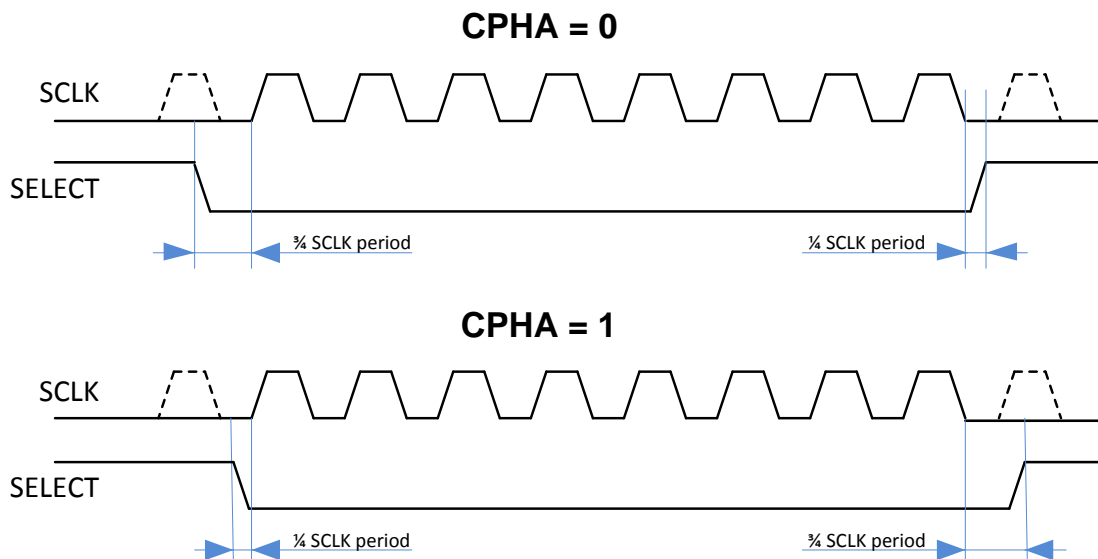 CPHA = 0
SCLK
SELECT
¾ SCLK period
¼ SCLK period
CPHA = 1
SCLK
SELECT
¼ SCLK period
¾ SCLK period